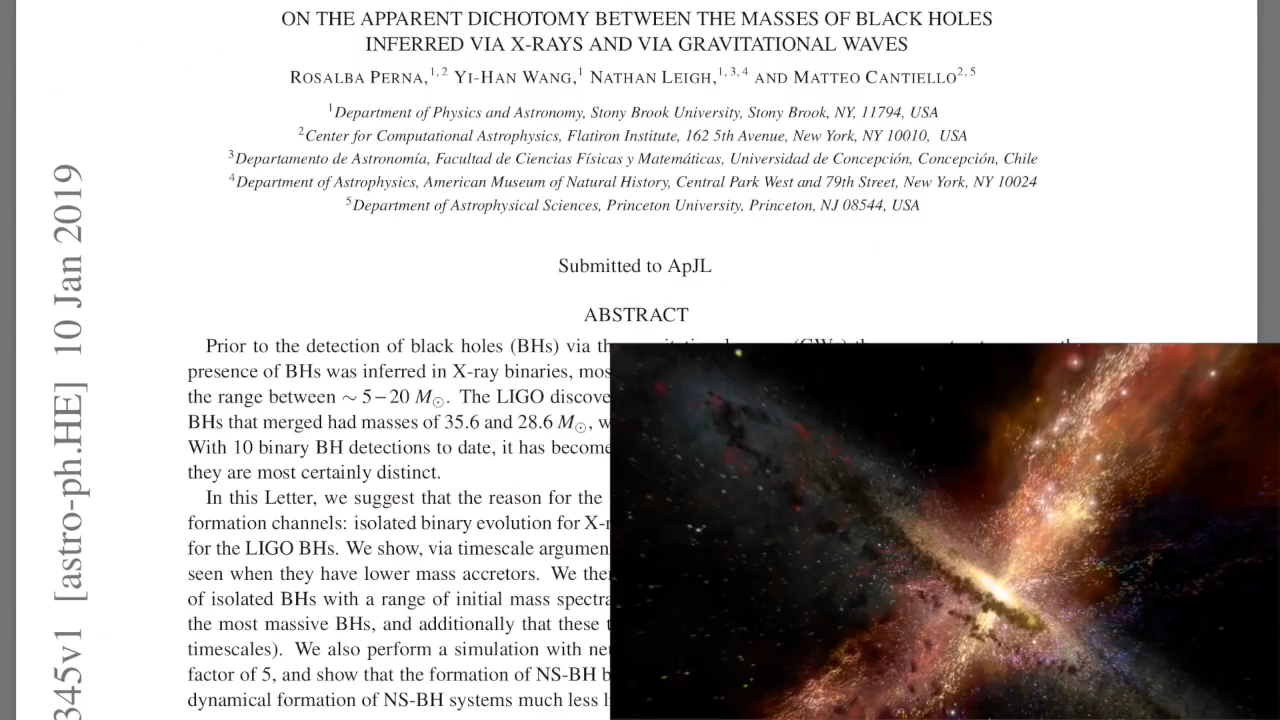 ON THE APPARENT DICHOTOMY BETWEEN THE MASSES OF BLACK HOLES
INFERRED VIA X-RAYS AND VIA GRAVITATIONAL WAVES
ROSALBA PERNA,1,2 YI-HAN WANG,1 NATHAN LEIGH,1,3,4 AND MATTEO CANTIELLO2,5
1Department of Physics and Astronomy, Stony Brook University, Stony Brook, NY, 11794, USA
2Center for Computational Astrophysics, Flatiron Institute, 162 5th Avenue, New York, NY 10010, USA
3Departamento de Astronomía, Facultad de Ciencias Físicas y Matemáticas, Universidad de Concepción, Concepción, Chile
4Department of Astrophysics, American Museum of Natural History, Central Park West and 79th Street, New York, NY 10024
5Department of Astrophysical Sciences, Princeton University, Princeton, NJ 08544, USA
Submitted to ApJL
ABSTRACT
Prior to the detection of black holes (BHs) via th
presence of BHs was inferred in X-ray binaries, mos
the range between ∼ 5−20 M⊙. The LIGO discove
BHs that merged had masses of 35.6 and 28.6 M⊙, w
With 10 binary BH detections to date, it has become
they are most certainly distinct.
In this Letter, we suggest that the reason for the
formation channels: isolated binary evolution for X-r
for the LIGO BHs. We show, via timescale argumen
seen when they have lower mass accretors. We then
of isolated BHs with a range of initial mass spectra
the most massive BHs, and additionally that these t
timescales). We also perform a simulation with neu
factor of 5, and show that the formation of NS-BH b
dynamical formation of NS-BH systems much less l
345v1 [astro-ph.HE] 10 Jan 2019